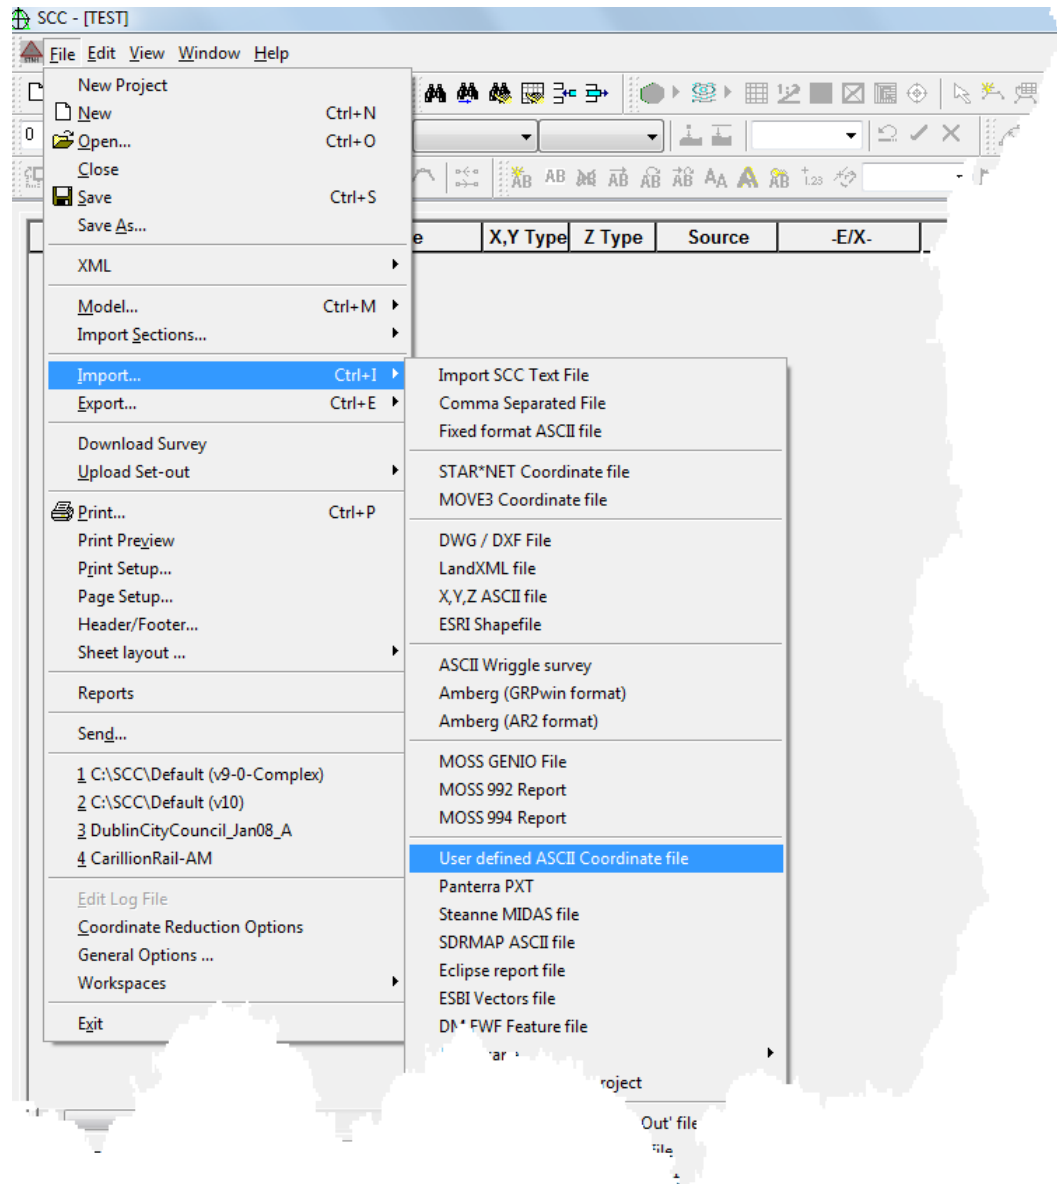 SCC - [TEST]
File Edit View Window Help
New Project
New Ctrl+N
Open... Ctrl+O
Close
Save Ctrl+S
Save As...
XML
Model... Ctrl+M
Import Sections...
Import... Ctrl+I
Export... Ctrl+E
Download Survey
Upload Set-out
Print... Ctrl+P
Print Preview
Print Setup...
Page Setup...
Header/Footer...
Sheet layout ...
Reports
Send...
1 C:\SCC\Default (v9-0-Complex)
2 C:\SCC\Default (v10)
3 DublinCityCouncil_Jan08_A
4 CarillionRail-AM
Edit Log File
Coordinate Reduction Options
General Options ...
Workspaces
Exit
0
e X,Y Type Z Type Source -E/X-
Import SCC Text File
Comma Separated File
Fixed format ASCII file
STAR*NET Coordinate file
MOVE3 Coordinate file
DWG / DXF File
LandXML file
X,Y,Z ASCII file
ESRI Shapefile
ASCII Wriggle survey
Amberg (GRPwin format)
Amberg (AR2 format)
MOSS GENIO File
MOSS 992 Report
MOSS 994 Report
User defined ASCII Coordinate file
Panterra PXT
Steanne MIDAS file
SDRMAP ASCII file
Eclipse report file
ESBI Vectors file
FWF Feature file
roject
Out' file